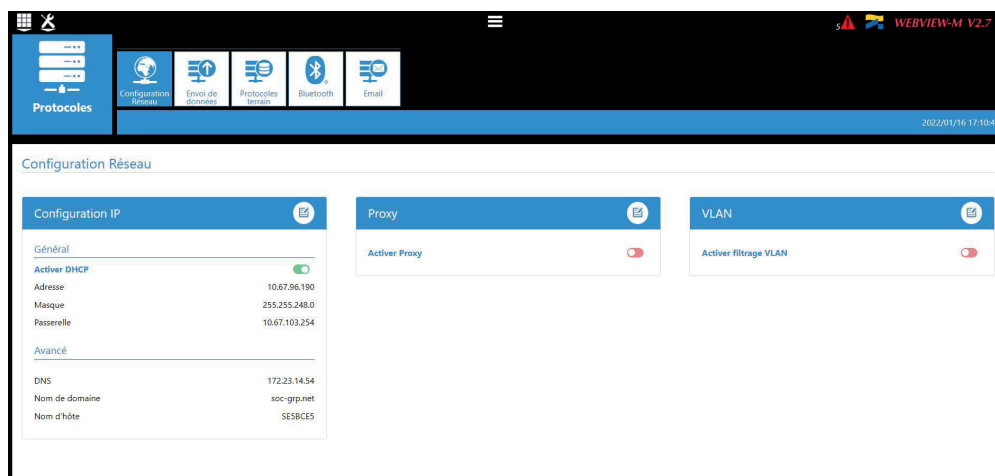 5 WEBVIEW-M V2.7
Protocoles
Configuration Réseau
Envoi de données
Protocoles terrain
Bluetooth
Email
2022/01/16 17:10:4
Configuration Réseau
Configuration IP
Général
Activer DHCP
Adresse 10.67.96.190
Masque 255.255.248.0
Passerelle 10.67.103.254
Avancé
DNS 172.23.14.54
Nom de domaine soc-grp.net
Nom d'hôte SE5BCE5
Proxy
Activer Proxy
VLAN
Activer filtrage VLAN